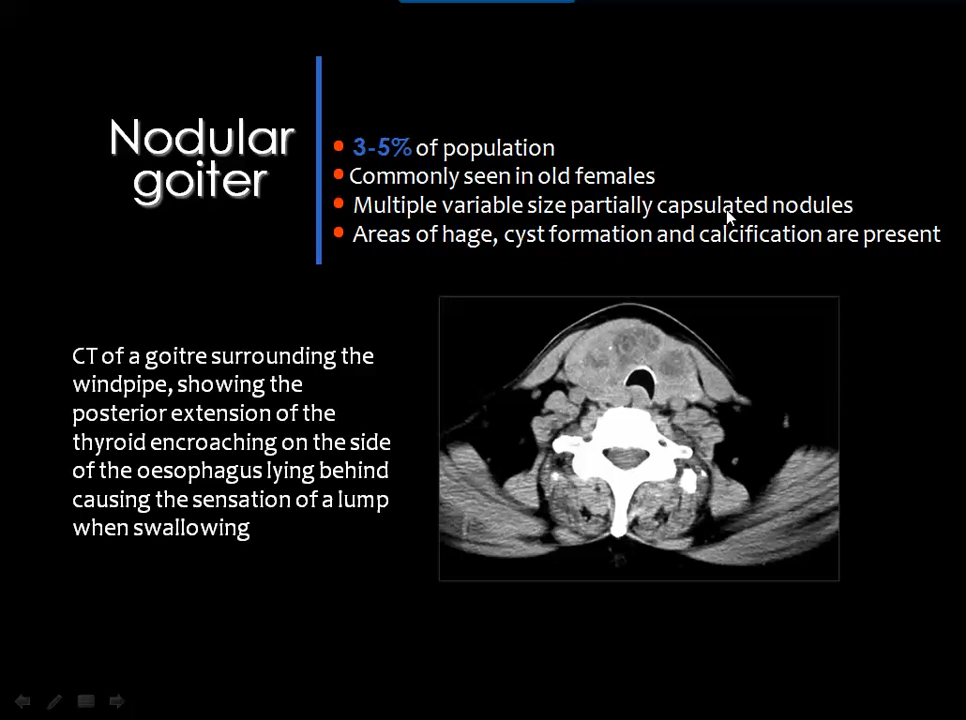 Nodular
goiter
3-5% of population
Commonly seen in old females
Multiple variable size partially capsulated nodules
Areas of hage, cyst formation and calcification are present
CT of a goitre surrounding the
windpipe, showing the
posterior extension of the
thyroid encroaching on the side
of the oesophagus lying behind
causing the sensation of a lump
when swallowing